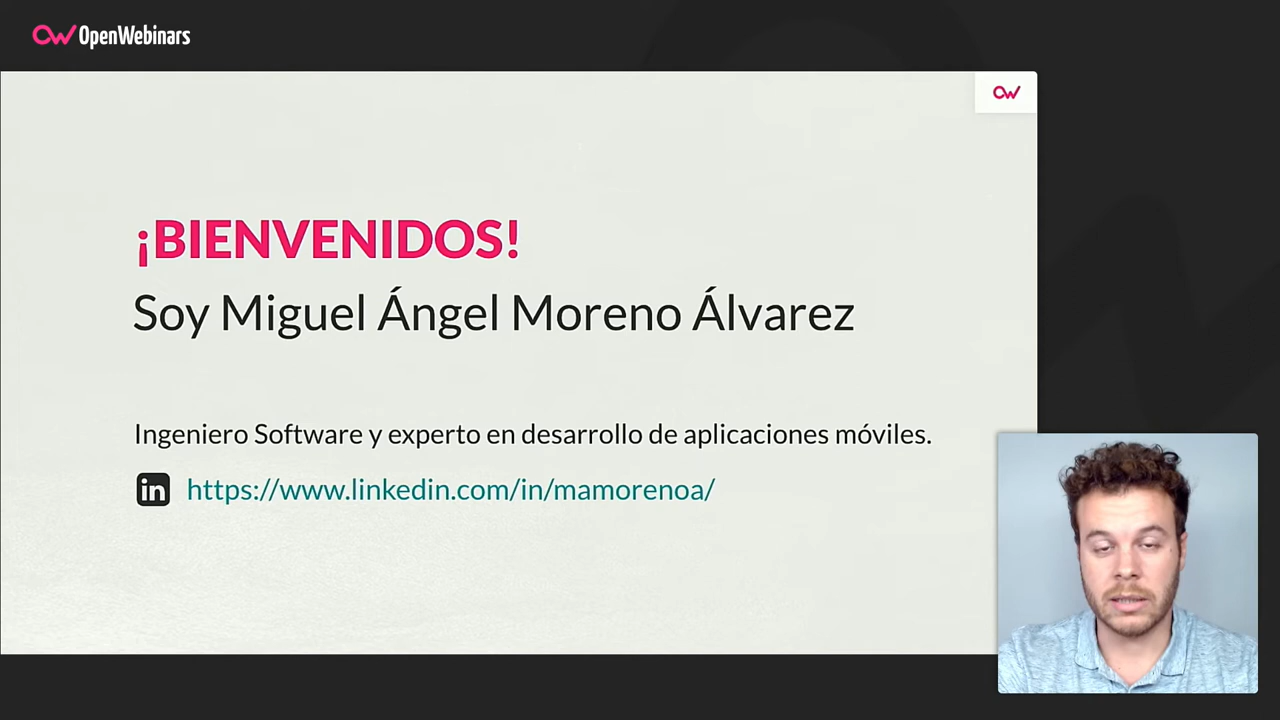 OpenWebinars
¡BIENVENIDOS!
Soy Miguel Ángel Moreno Álvarez
Ingeniero Software y experto en desarrollo de aplicaciones móviles.
in https://www.linkedin.com/in/mamorenoa/